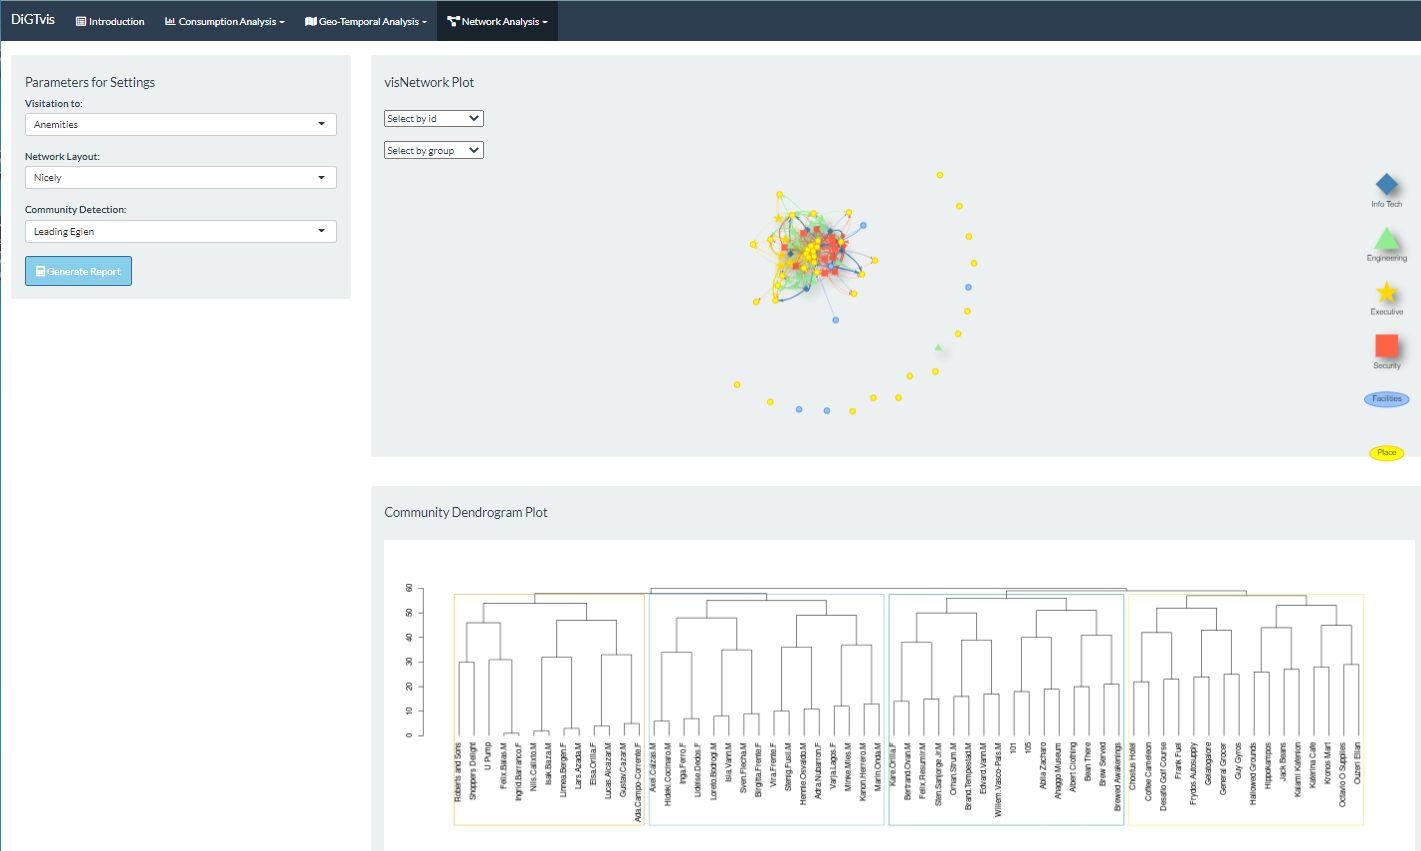 DiGTvis Introduction Consumption Analysis Geo-Temporal Analysis Network Analysis
Parameters for Settings
Visitation to:
Anemities
Network Layout:
Nicely
Community Detection:
Leading Egien
Generate Report
visNetwork Plot
Select by id
Select by group
Info Tech
Engineering
Executive
Security
Facilities
Place
Community Dendrogram Plot
60
50
40
30
20
10
0
Roberts and Sons
Shoppers' Delight
U Pump
Felix.Balas.M
Ingrid.Barranco.F
Nils.Calixto.M
Isak.Baza.M
Linnea.Bergen.F
Lars.Azada.M
Elsa.Orilla.F
Lucas.Alcazar.M
Gustav.Cazar.M
Ada.Campo-Corrente.F
Axel.Calzas.M
Hideki.Cocinaro.M
Inga.Ferro.F
Lidelse.Dedos.F
Loreto.Bodrogi.M
Isia.Vann.M
Sven.Flecha.M
Birgitta.Frente.F
Vira.Frente.F
Stenig.Fusil.M
Hennie.Osvaldo.M
Adra.Nubarron.F
Varja.Lagos.F
Minke.Mies.M
Kanon.Herrero.M
Marin.Onda.M
Kare.Orilla.F
Bertrand.Ovan.M
Felix.Resumir.M
Sten.Sanjorge Jr.M
Orhan.Strum.M
Brand.Tempestad.M
Edvard.Vann.M
Willem.Vasco-Pais.M
101
105
Abila Zacharo
Ahaggo Museum
Albert Clothing
Bean There
Brew Served
Brewed Awakenings
Chostus Hotel
Coffee Cameleon
Desafio Golf Course
Frank Fuel
Frydos Autosupply
Gelatogalore
General Grocer
Guy Gyros
Hallowed Grounds
Hippokampos
Jack Beans
Kalami Kafenion
Katerina Cafe
Kronos Mart
Octavio O Supplies
Ouzeri Elian